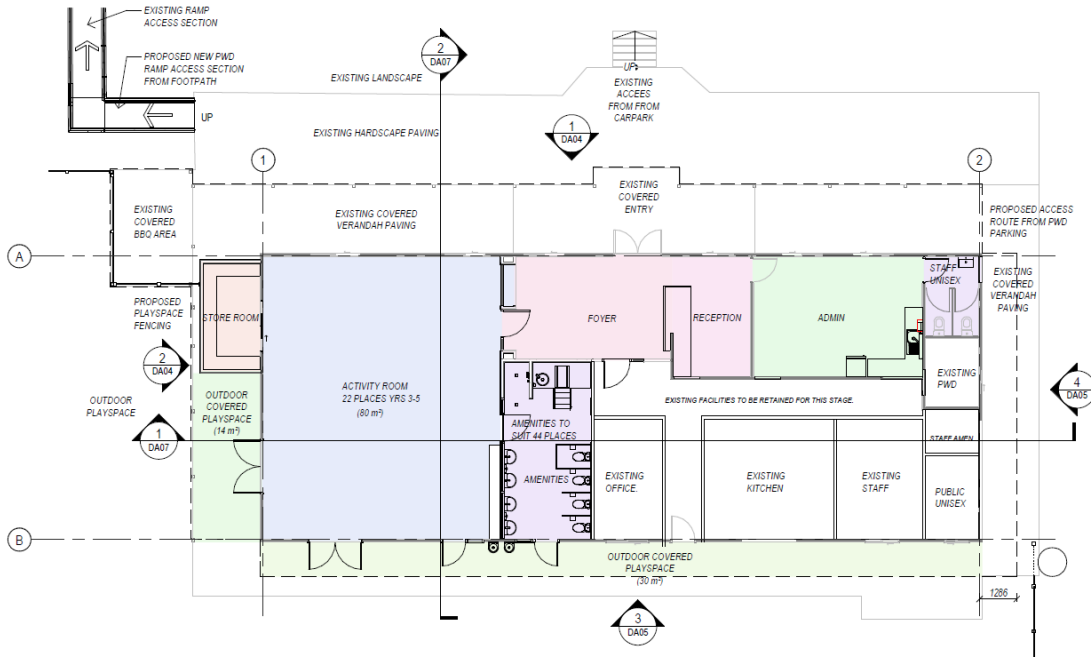 EXISTING RAMP
ACCESS SECTION
PROPOSED NEW PWD
RAMP ACCESS SECTION
FROM FOOTPATH
UP
2
DA07
EXISTING LANDSCAPE
UP
EXISTING
ACCEES
FROM FROM
CARPARK
EXISTING HARDSCAPE PAVING
1
DA04
1
2
EXISTING
COVERED
BBQ AREA
EXISTING COVERED
VERANDAH PAVING
EXISTING
COVERED
ENTRY
PROPOSED ACCESS
ROUTE FROM PWD
PARKING
A
STORE ROOM
FOYER
RECEPTION
ADMIN
STAFF
UNISEX
EXISTING
COVERED
VERANDAH
PAVING
PROPOSED
PLAYSPACE
FENCING
2
DA04
ACTIVITY ROOM
22 PLACES YRS 3-5
(80 m²)
EXISTING
PWD
4
DA05
OUTDOOR
PLAYSPACE
OUTDOOR
COVERED
PLAYSPACE
(14 m²)
EXISTING FACILITIES TO BE RETAINED FOR THIS STAGE.
1
DA07
AMENITIES TO
SUIT 44 PLACES
STAFF AMEN
AMENITIES
EXISTING
OFFICE.
EXISTING
KITCHEN
EXISTING
STAFF
PUBLIC
UNISEX
B
OUTDOOR COVERED
PLAYSPACE
(30 m²)
1286
3
DA05